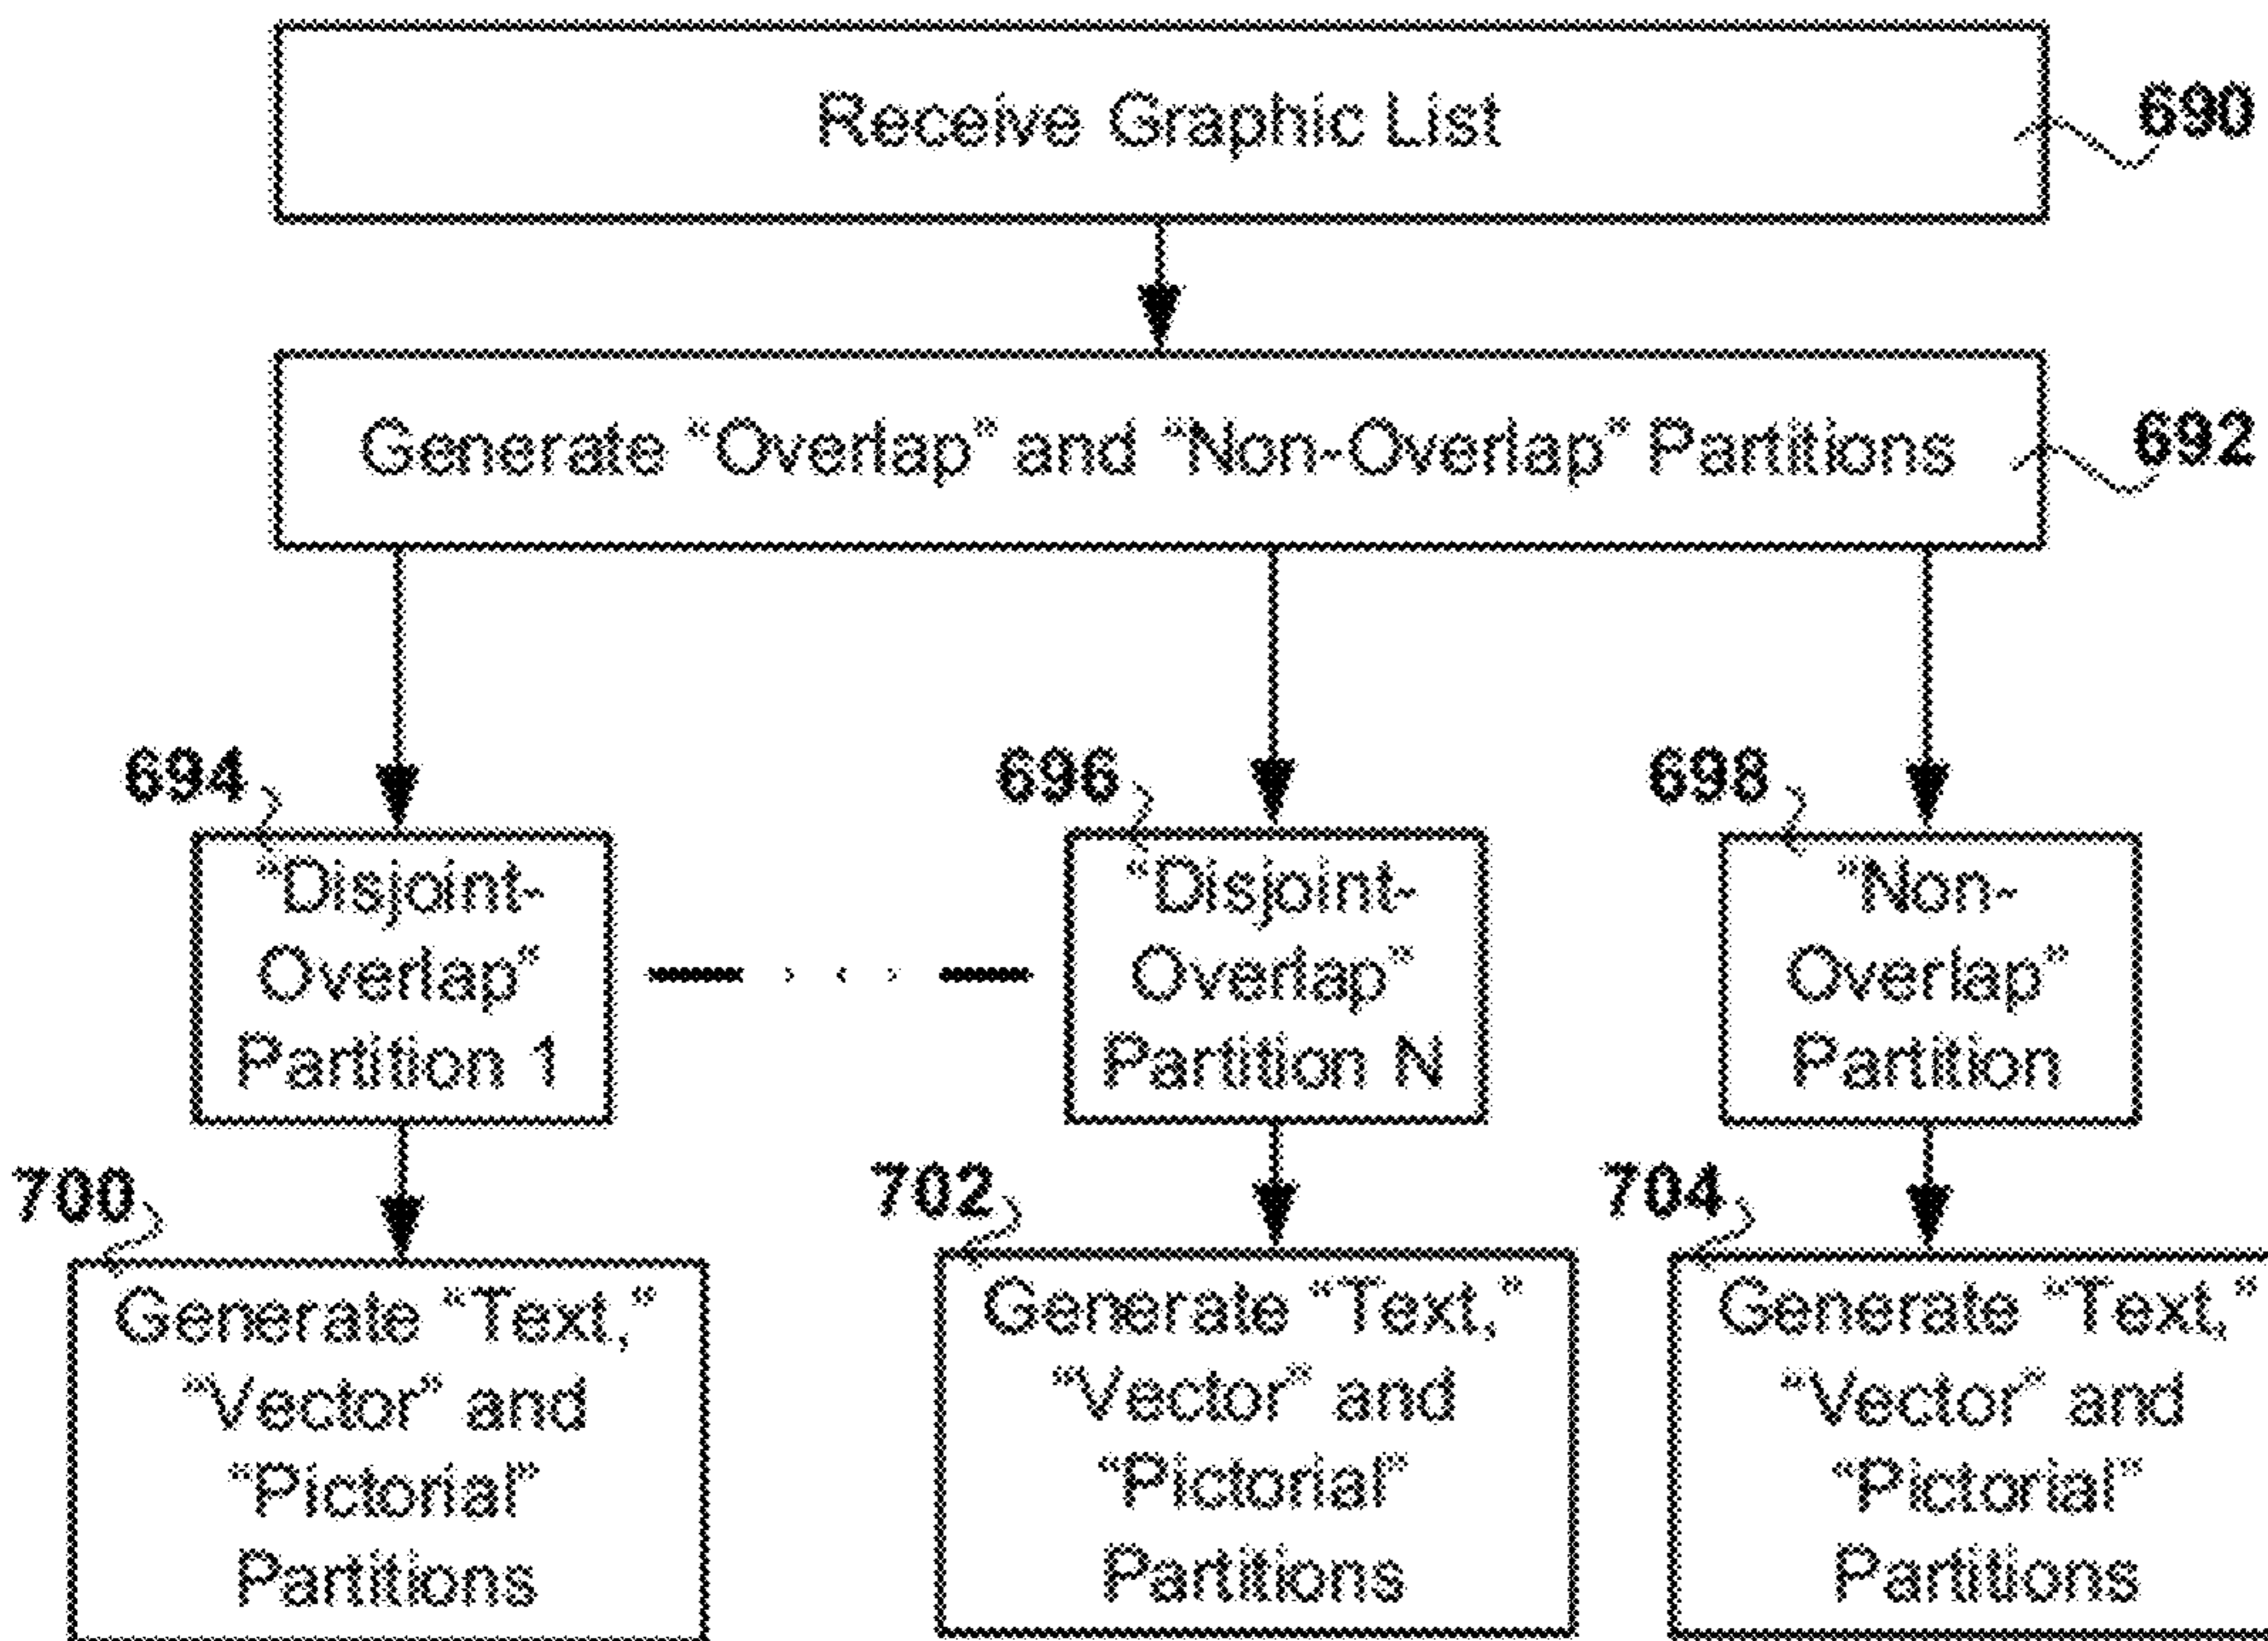 Receive Graphic List
690
Generate “Overlap” and “Non-Overlap” Partitions
692
694
“Disjoint-
Overlap”
Partition 1
696
“Disjoint-
Overlap”
Partition N
698
“Non-
Overlap”
Partition
700
Generate “Text,”
“Vector” and
“Pictorial”
Partitions
702
Generate “Text,”
“Vector” and
“Pictorial”
Partitions
704
Generate “Text,”
“Vector” and
“Pictorial”
Partitions